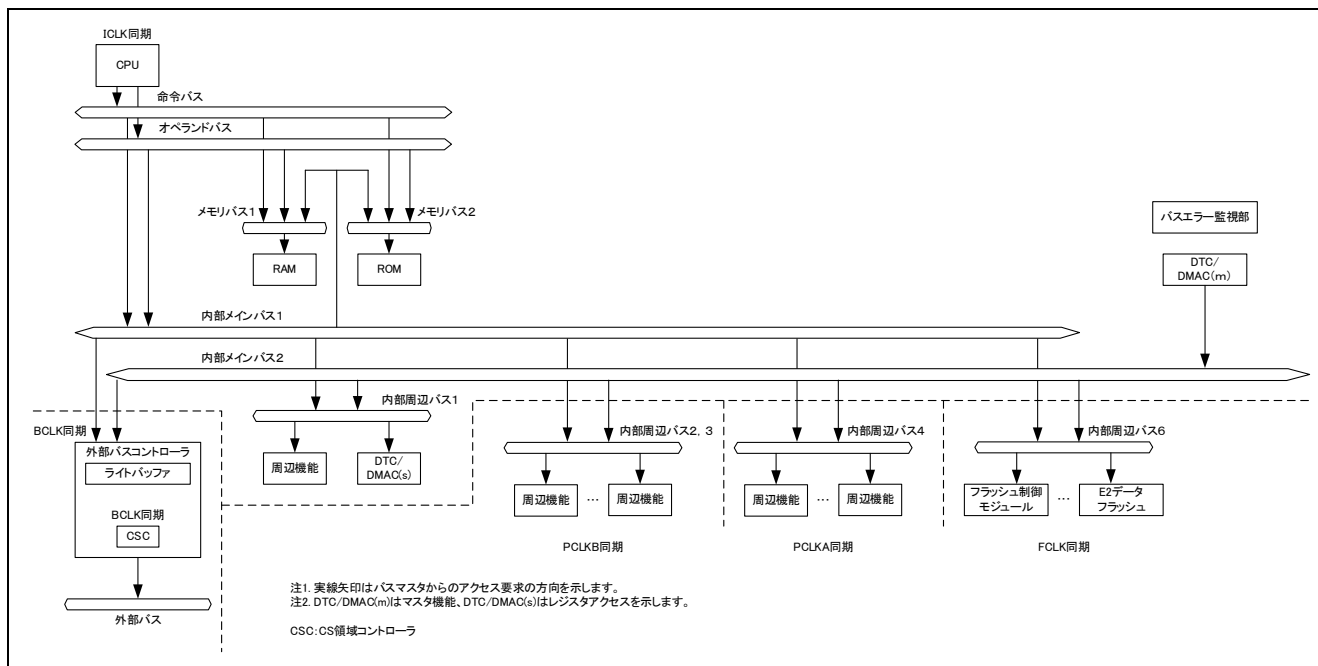 ICLK同期
CPU
命令バス
オペランドバス
メモリバス1
メモリバス2
RAM
ROM
バスエラー監視部
DTC/
DMAC(m)
内部メインバス1
内部メインバス2
内部周辺バス1
BCLK同期
外部バスコントローラ
ライトバッファ
BCLK同期
CSC
外部バス
周辺機能
DTC/
DMAC(s)
内部周辺バス2, 3
周辺機能
…
周辺機能
PCLKB同期
内部周辺バス4
周辺機能
…
周辺機能
PCLKA同期
内部周辺バス6
フラッシュ制御
モジュール
…
E2データ
フラッシュ
FCLK同期
注1. 実線矢印はバスマスタからのアクセス要求の方向を示します。
注2. DTC/DMAC(m)はマスタ機能、DTC/DMAC(s)はレジスタアクセスを示します。
CSC:CS領域コントローラ